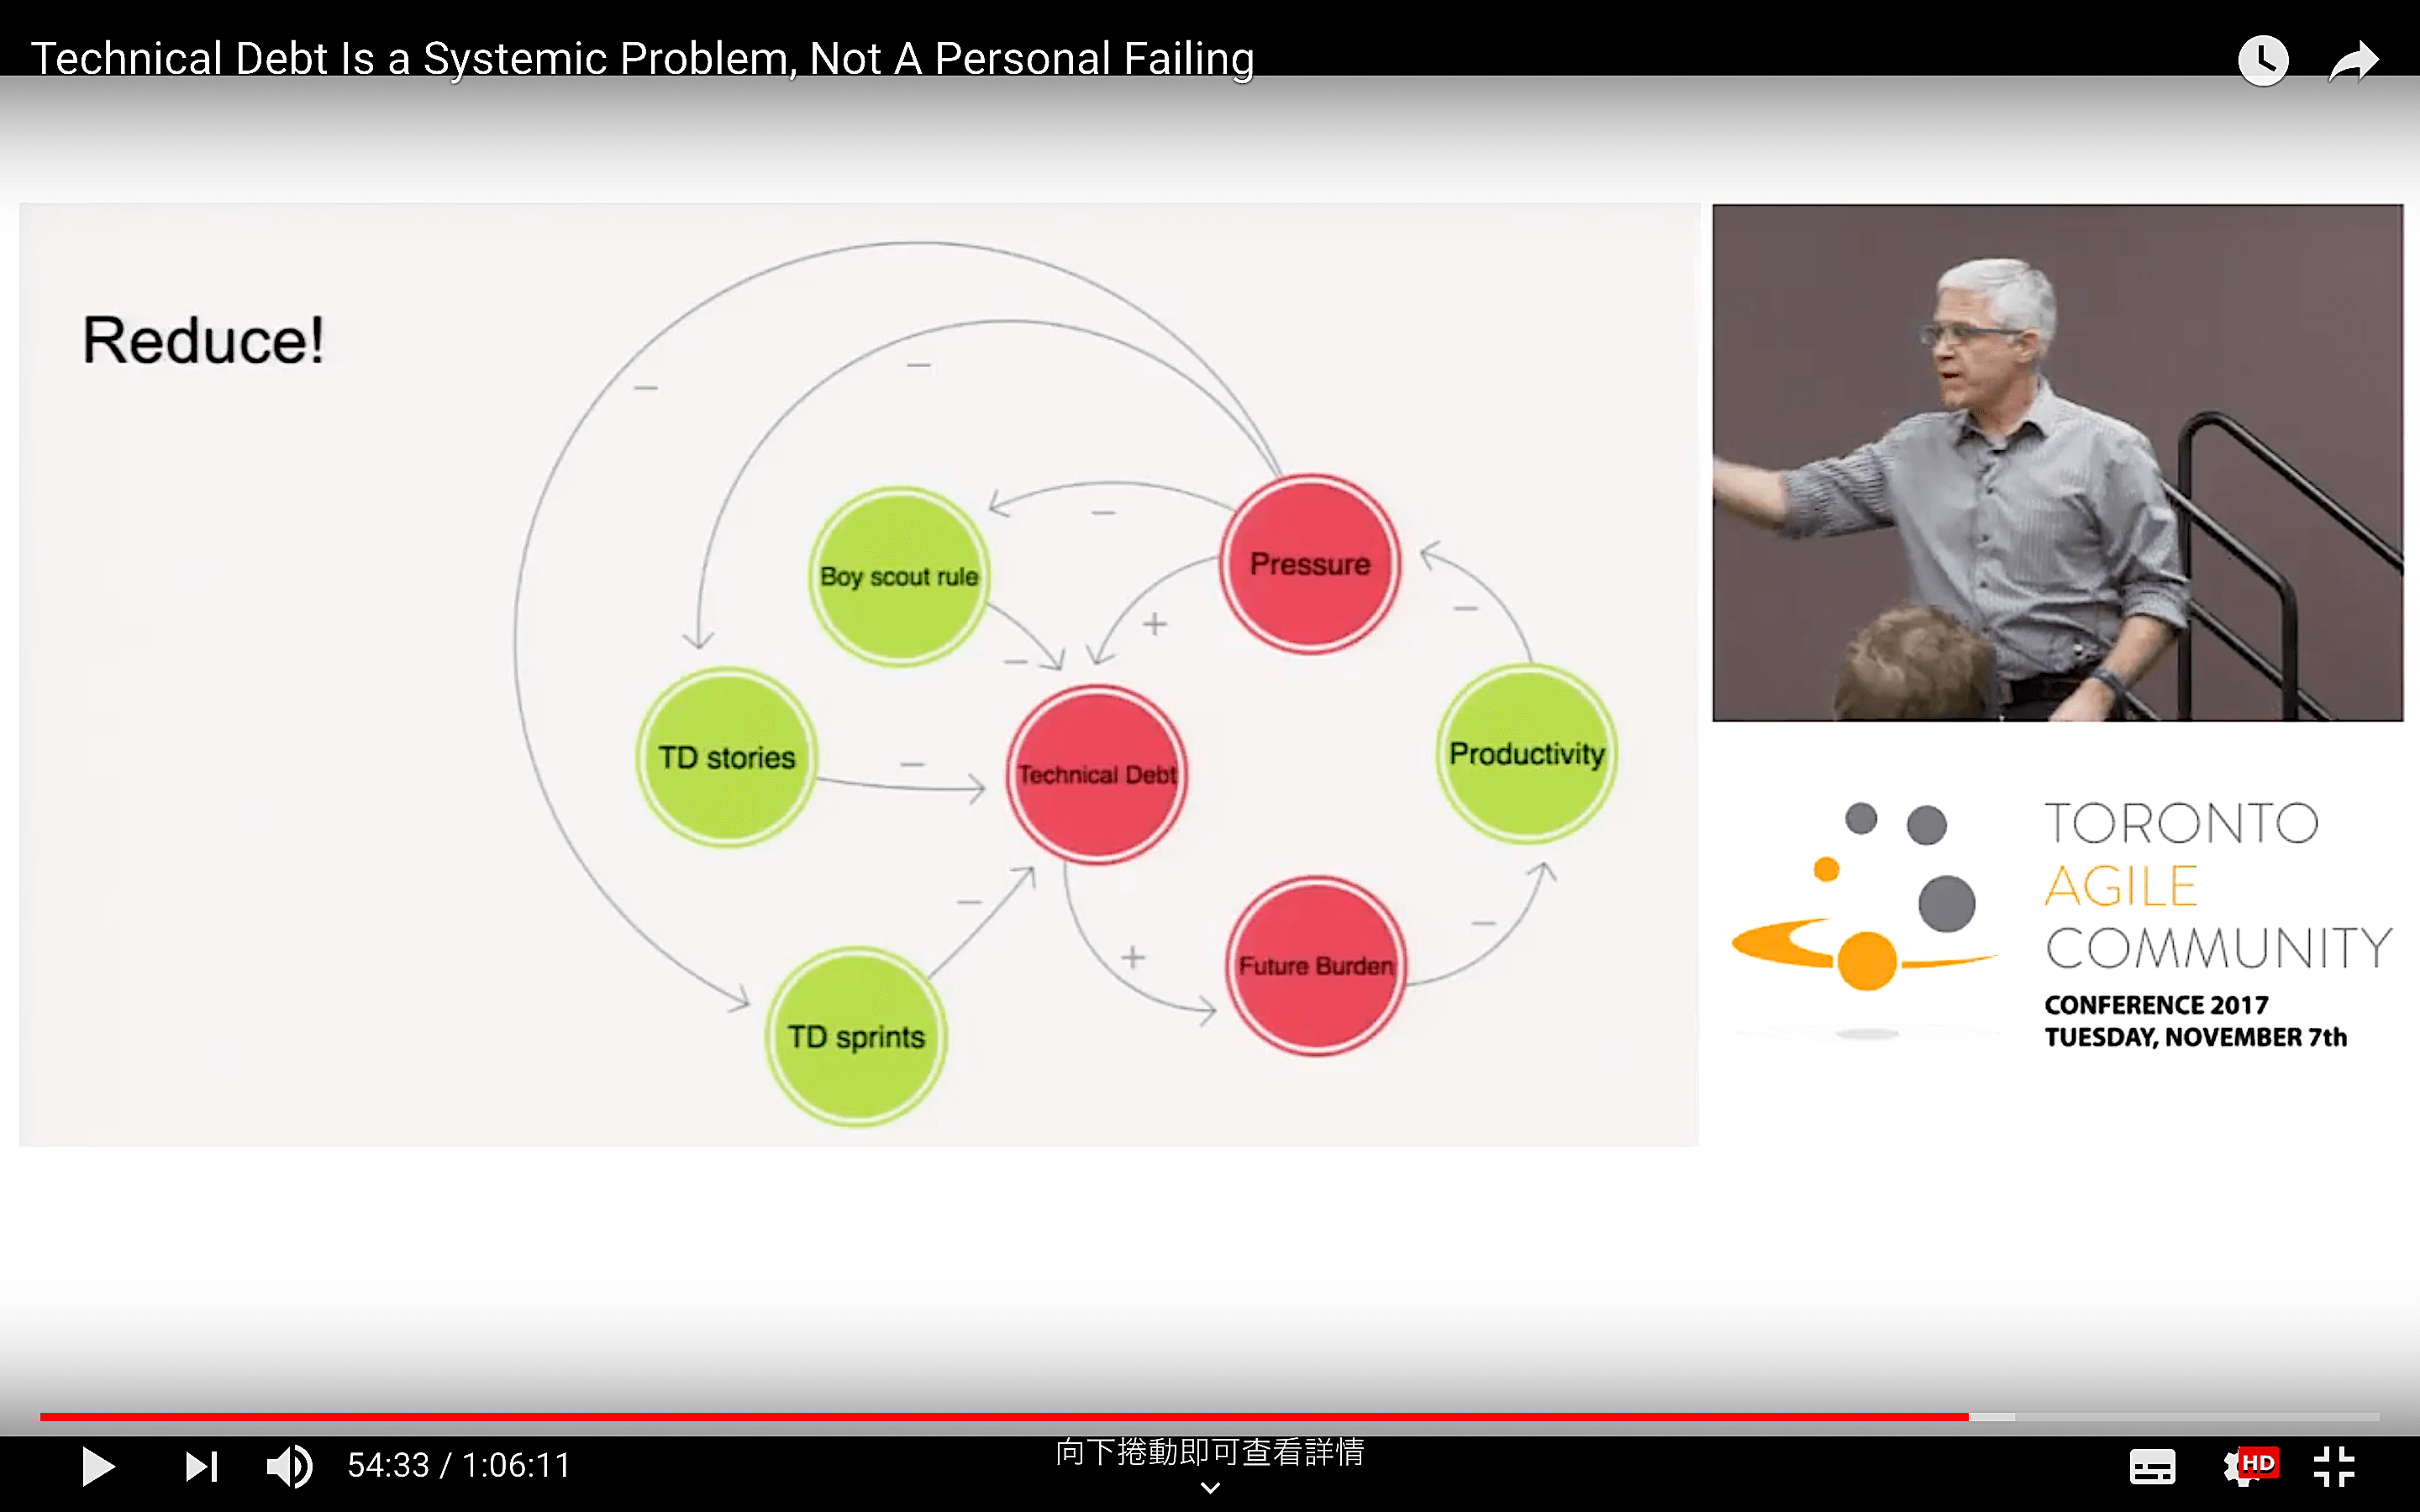 Technical Debt Is a Systemic Problem, Not A Personal Failing
Reduce!
−
−
−
Boy scout rule
Pressure
−
+
−
TD stories
−
Technical Debt
Productivity
−
−
+
Future Burden
TD sprints
TORONTO
AGILE
COMMUNITY
CONFERENCE 2017
TUESDAY, NOVEMBER 7th
54:33 / 1:06:11
向下捲動即可查看詳情
HD